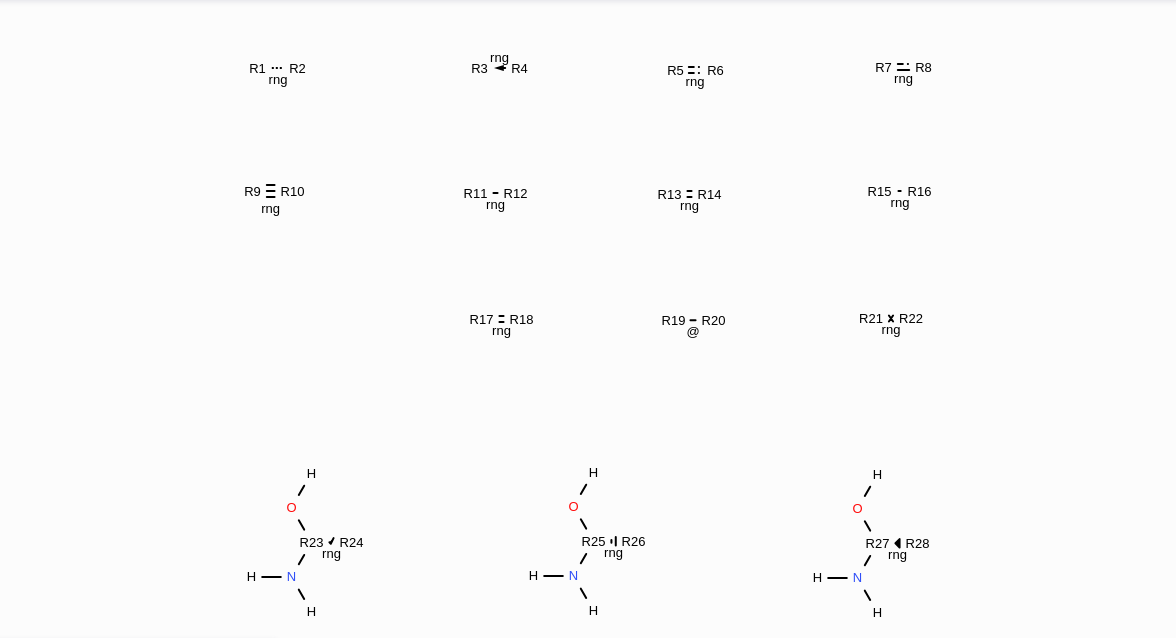 R1 R2
rng
rng
R3 R4
R5 R6
rng
R7 R8
rng
R9 R10
rng
R11 R12
rng
R13 R14
rng
R15 R16
rng
R17 R18
rng
R19 R20
@
R21 R22
rng
H
O
R23 R24
rng
H N
H
H
O
R25 R26
rng
H N
H
H
O
R27 R28
rng
H N
H